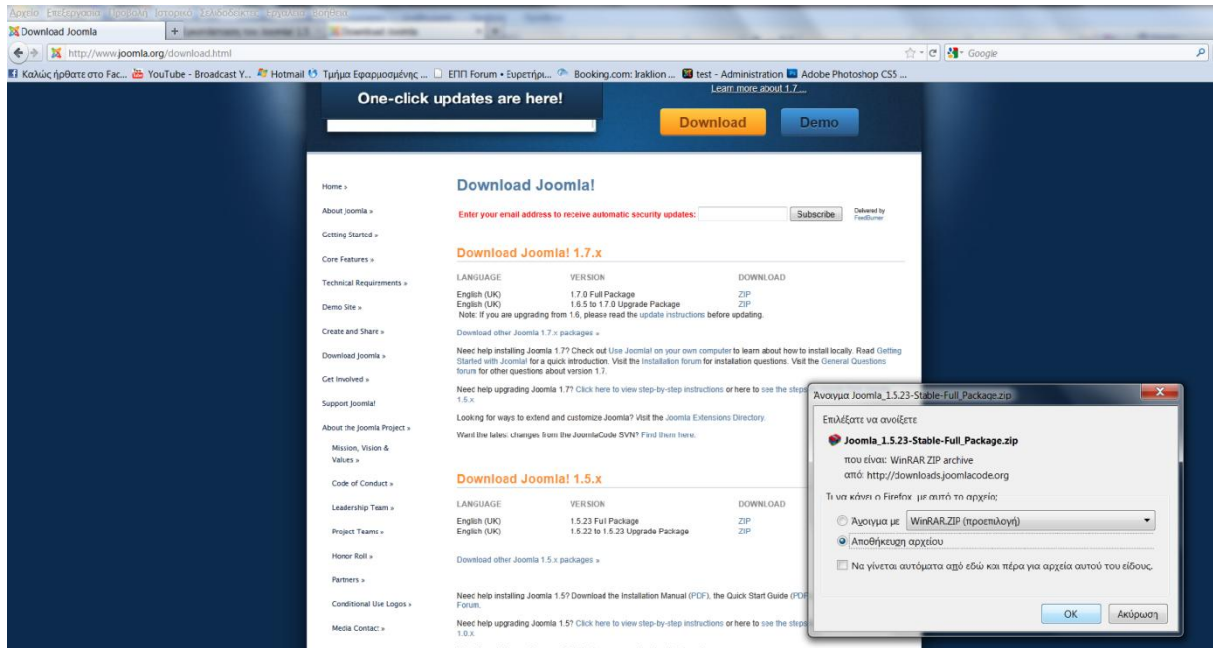 Αρχείο Επεξεργασία Προβολή Ιστορικό Σελιδοδείκτες Εργαλεία Βοήθεια
Download Joomla
http://www.joomla.org/download.html
Google
Καλώς ήρθατε στο Fac... YouTube - Broadcast Y... Hotmail Τμήμα Εφαρμοσμένης ... ΕΠΠ Forum • Ευρετήρι... Booking.com: Iraklion ... test - Administration Adobe Photoshop CS5 ...
One-click updates are here!
Learn more about 1.7...
Download Demo
Home »
About Joomla »
Getting Started »
Core Features »
Technical Requirements »
Demo Site »
Create and Share »
Download Joomla »
Get Involved »
Support Joomla!
About the Joomla Project »
Mission, Vision &
Values »
Code of Conduct »
Leadership Team »
Project Teams »
Honor Roll »
Partners »
Conditional Use Logos »
Media Contact »
Download Joomla!
Enter your email address to receive automatic security updates: Subscribe Delivered by
FeedBurner
Download Joomla! 1.7.x
LANGUAGE VERSION DOWNLOAD
English (UK) 1.7.0 Full Package ZIP
English (UK) 1.6.5 to 1.7.0 Upgrade Package ZIP
Note: If you are upgrading from 1.6, please read the update instructions before updating.
Download other Joomla 1.7.x packages »
Need help installing Joomla 1.7? Check out Use Joomla! on your own computer to learn about how to install locally. Read Getting
Started with Joomla! for a quick introduction. Visit the Installation forum for installation questions. Visit the General Questions
forum for other questions about version 1.7.
Need help upgrading Joomla 1.7? Click here to view step-by-step instructions or here to see the steps
1.5.x
Looking for ways to extend and customize Joomla? Visit the Joomla Extensions Directory.
Want the latest changes from the JoomlaCode SVN? Find them here.
Download Joomla! 1.5.x
LANGUAGE VERSION DOWNLOAD
English (UK) 1.5.23 Full Package ZIP
English (UK) 1.5.22 to 1.5.23 Upgrade Package ZIP
Download other Joomla 1.5.x packages »
Need help installing Joomla 1.5? Download the Installation Manual (PDF), the Quick Start Guide (PDF
Forum.
Need help upgrading Joomla 1.5? Click here to view step-by-step instructions or here to see the steps
1.0.x
Άνοιγμα Joomla_1.5.23-Stable-Full_Package.zip
Επιλέξατε να ανοίξετε
Joomla_1.5.23-Stable-Full_Package.zip
που είναι: WinRAR ZIP archive
από: http://downloads.joomlacode.org
Τι να κάνει ο Firefox με αυτό το αρχείο;
Άνοιγμα με WinRAR.ZIP (προεπιλογή)
Αποθήκευση αρχείου
Να γίνεται αυτόματα από εδώ και πέρα για αρχεία αυτού του είδους.
OK Ακύρωση